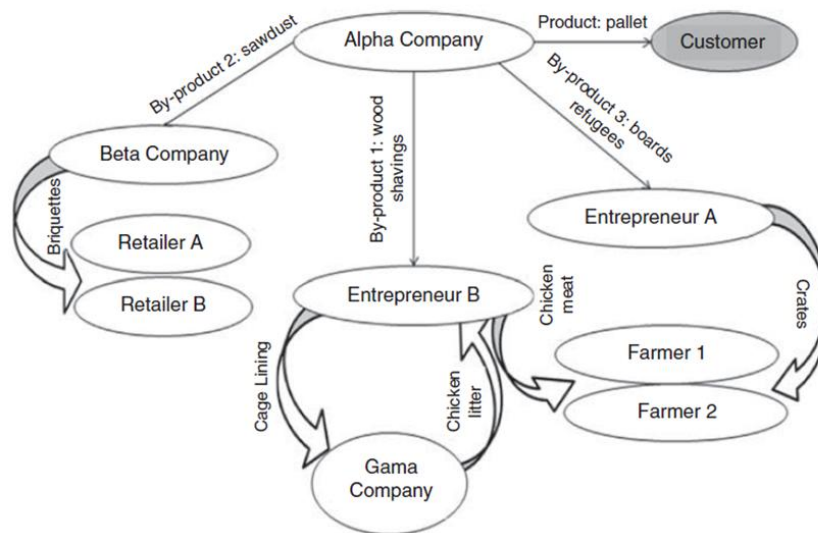 Alpha Company
Product: pallet
Customer
By-product 2: sawdust
By-product 1: wood
shavings
By-product 3: boards
refugees
Beta Company
Briquettes
Retailer A
Retailer B
Entrepreneur A
Entrepreneur B
Chicken
meat
Crates
Cage Lining
Chicken
litter
Farmer 1
Farmer 2
Gama
Company